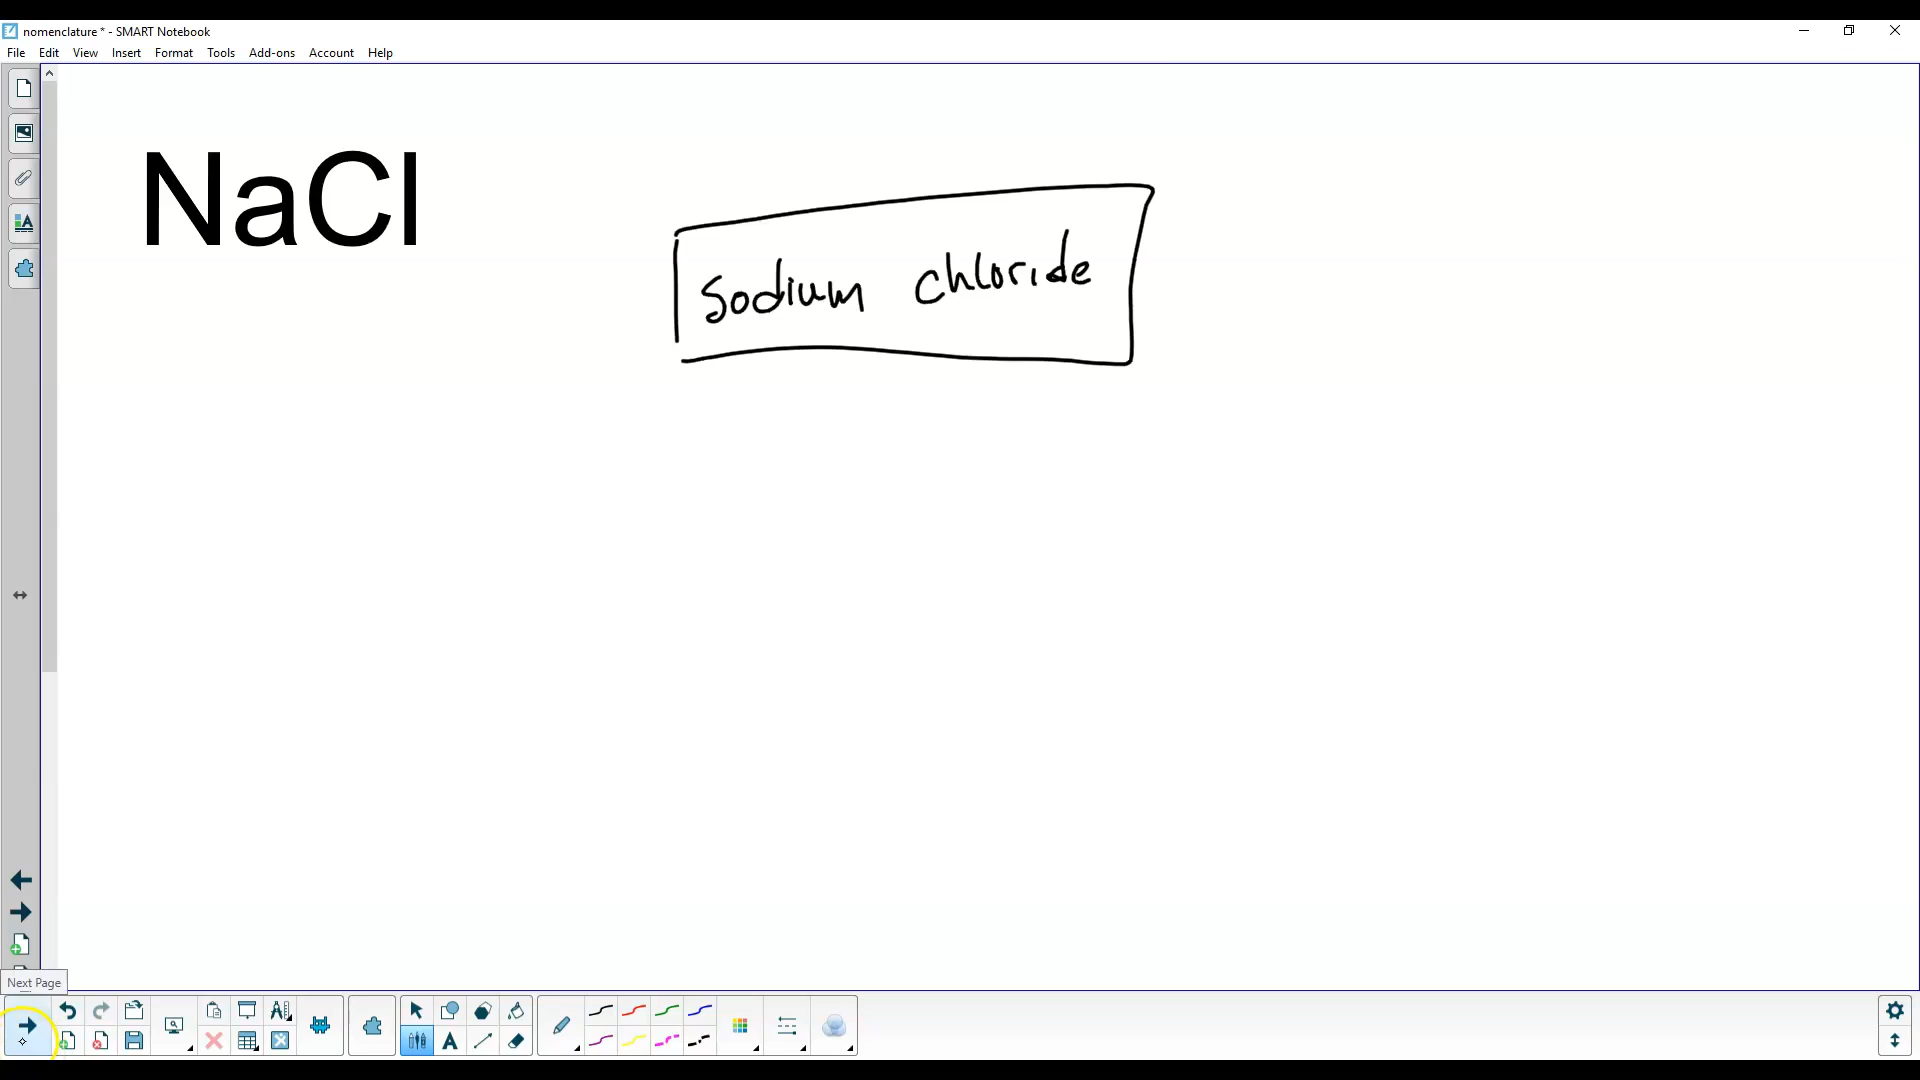 nomenclature * - SMART Notebook
File Edit View Insert Format Tools Add-ons Account Help
NaCl
sodium chloride
Next Page